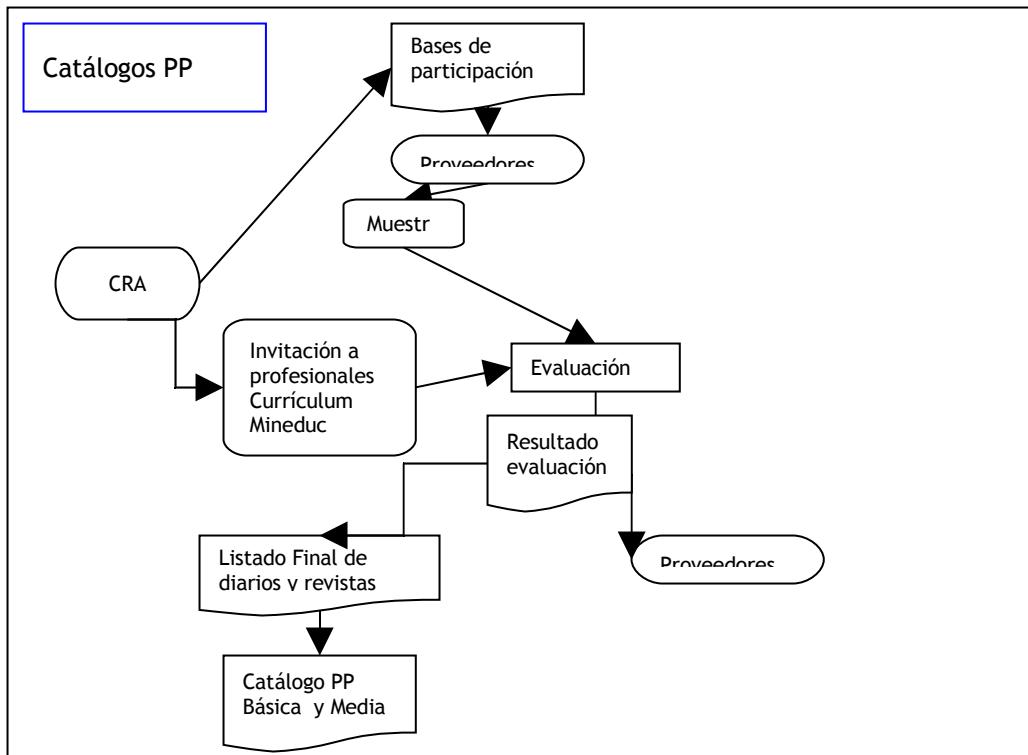 Catálogos PP
Bases de
participación
Proveedores
Muestr
CRA
Invitación a
profesionales
Currículum
Mineduc
Evaluación
Resultado
evaluación
Listado Final de
diarios y revistas
Proveedores
Catálogo PP
Básica y Media